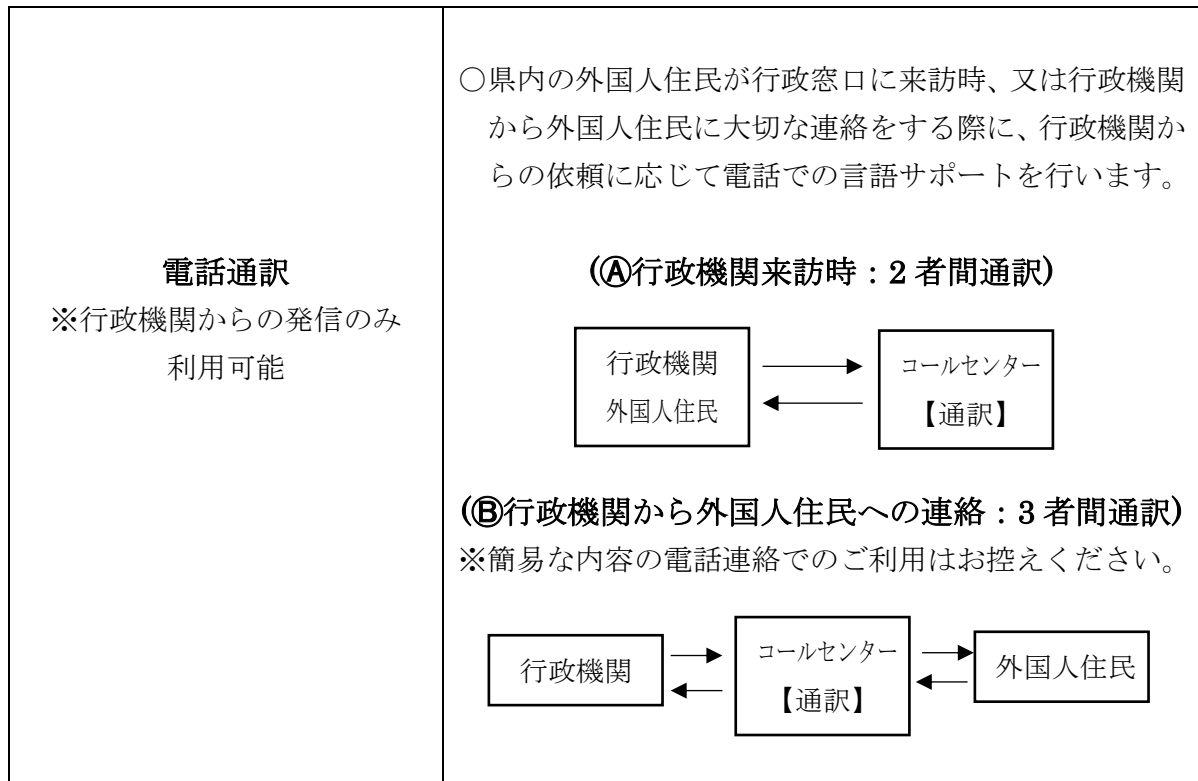 電話通訳
※行政機関からの発信のみ
利用可能
○県内の外国人住民が行政窓口に来訪時、又は行政機関
から外国人住民に大切な連絡をする際に、行政機関か
らの依頼に応じて電話での言語サポートを行います。
(Ⓐ行政機関来訪時：2者間通訳)
行政機関
外国人住民
コールセンター
【通訳】
(Ⓑ行政機関から外国人住民への連絡：3者間通訳)
※簡易な内容の電話連絡でのご利用はお控えください。
行政機関
コールセンター
【通訳】
外国人住民